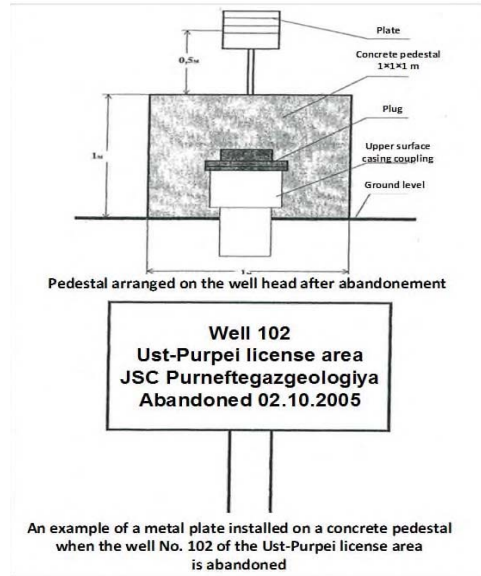 Plate
0,5м
Concrete pedestal
1×1×1 m
Plug
1м
Upper surface
casing coupling
Ground level
1м
Pedestal arranged on the well head after abandonement
Well 102
Ust-Purpei license area
JSC Purneftegazgeologiya
Abandoned 02.10.2005
An example of a metal plate installed on a concrete pedestal
when the well No. 102 of the Ust-Purpei license area
is abandoned